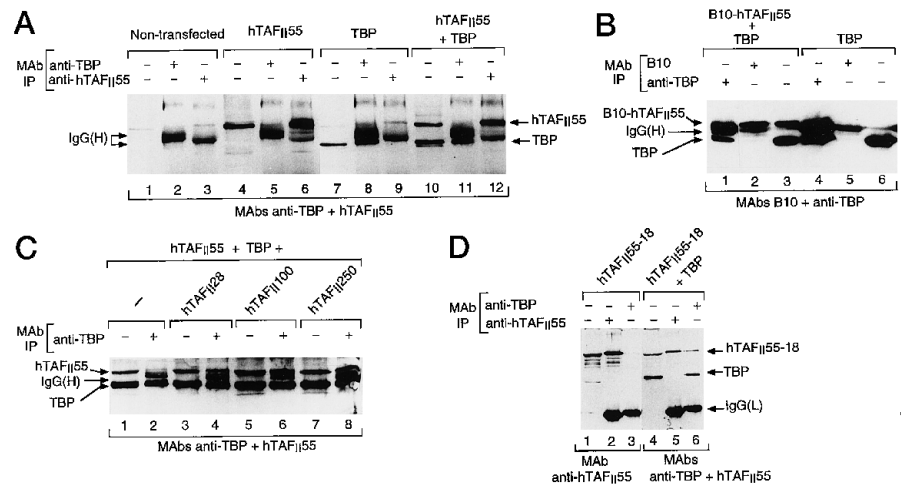 A
Non-transfected
hTAFII55
TBP
hTAFII55
+ TBP
MAb
IP
anti-TBP
anti-hTAFII55
– + – – + – – + – – + –
– – + – – + – – + – – +
IgG(H)
hTAFII55
TBP
1 2 3 4 5 6 7 8 9 10 11 12
MAbs anti-TBP + hTAFII55
B
B10-hTAFII55
+
TBP
TBP
MAb
IP
B10
anti-TBP
– + – – + –
+ – – + – –
B10-hTAFII55
IgG(H)
TBP
1 2 3 4 5 6
MAbs B10 + anti-TBP
C
hTAFII55 + TBP +
–
hTAFII28
hTAFII100
hTAFII250
MAb
IP
anti-TBP
– + – + – + – +
hTAFII55
IgG(H)
TBP
1 2 3 4 5 6 7 8
MAbs anti-TBP + hTAFII55
D
hTAFII55-18
hTAFII55-18
+ TBP
MAb
IP
anti-TBP
anti-hTAFII55
– – + – – +
– + – – + –
hTAFII55-18
TBP
IgG(L)
1 2 3 4 5 6
MAb
anti-hTAFII55
MAbs
anti-TBP + hTAFII55